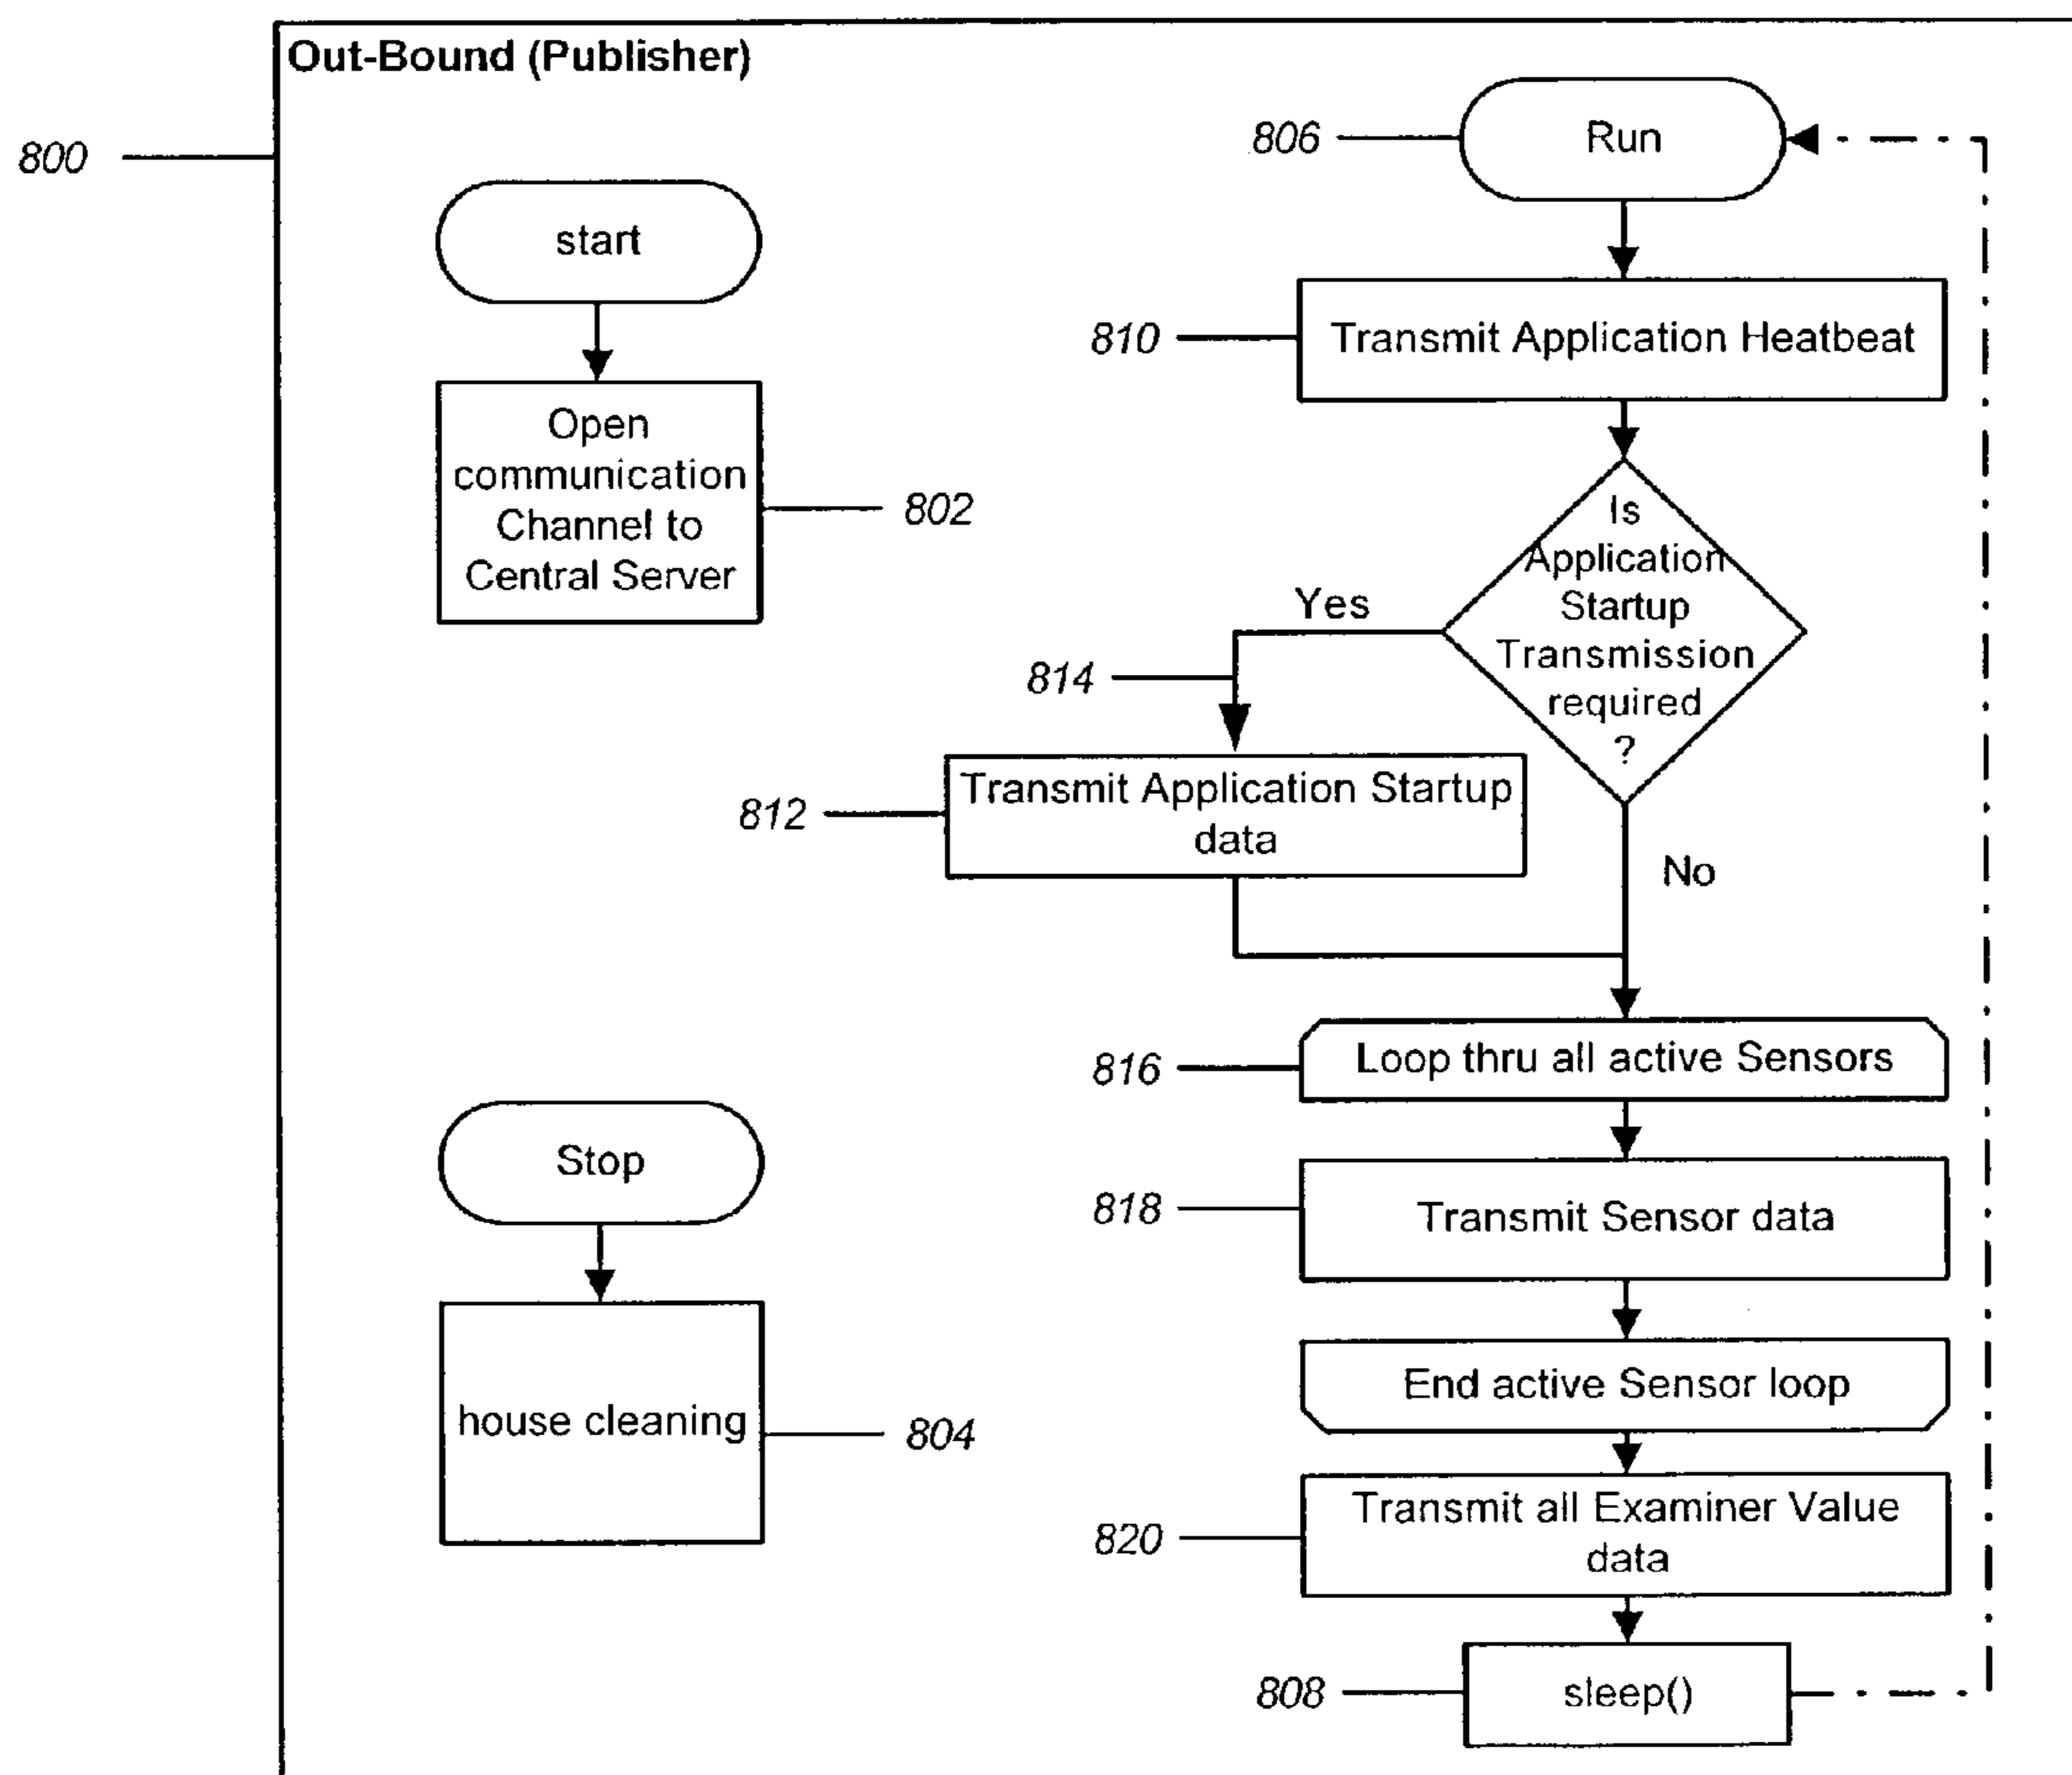 Out-Bound (Publisher)
800
start
Open
communication
Channel to
Central Server
802
Stop
house cleaning
804
806
Run
810
Transmit Application Heatbeat
Is
Application
Startup
Transmission
required
?
Yes
814
812
Transmit Application Startup
data
No
816
Loop thru all active Sensors
818
Transmit Sensor data
End active Sensor loop
820
Transmit all Examiner Value
data
808
sleep()